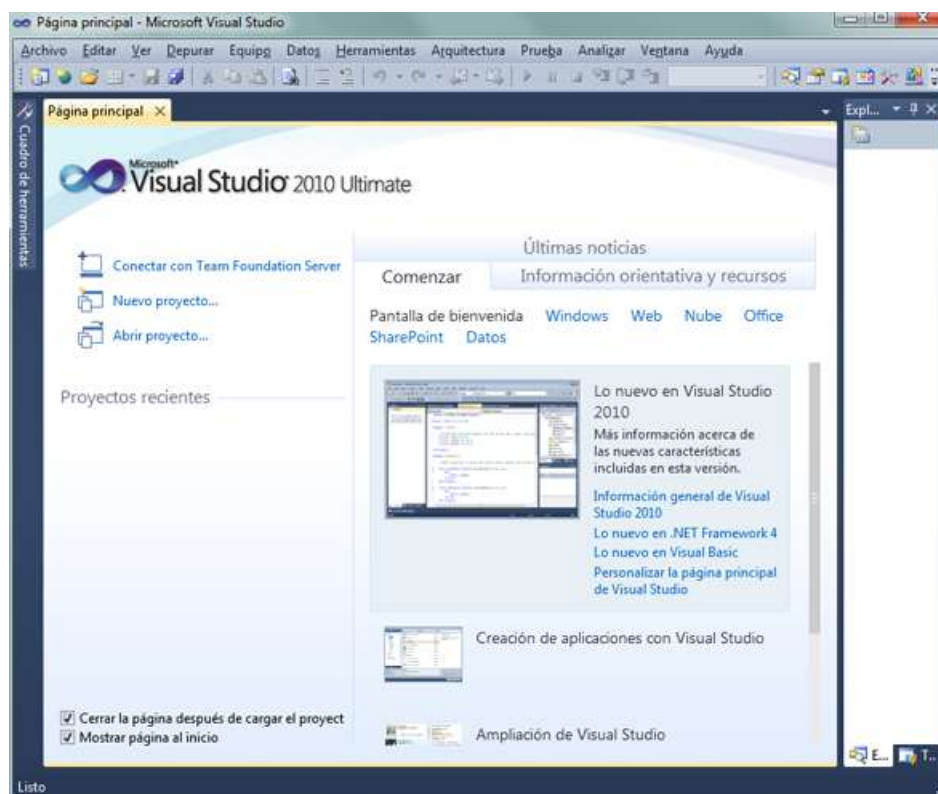 Página principal - Microsoft Visual Studio
Archivo Editar Ver Depurar Equipo Datos Herramientas Arquitectura Prueba Analizar Ventana Ayuda
Cuadro de herramientas
Página principal
Expl...
Microsoft®
Visual Studio 2010 Ultimate
Conectar con Team Foundation Server
Nuevo proyecto...
Abrir proyecto...
Proyectos recientes
Cerrar la página después de cargar el proyect
Mostrar página al inicio
Últimas noticias
Comenzar Información orientativa y recursos
Pantalla de bienvenida Windows Web Nube Office
SharePoint Datos
Lo nuevo en Visual Studio
2010
Más información acerca de
las nuevas características
incluidas en esta versión.
Información general de Visual
Studio 2010
Lo nuevo en .NET Framework 4
Lo nuevo en Visual Basic
Personalizar la página principal
de Visual Studio
Creación de aplicaciones con Visual Studio
Ampliación de Visual Studio
E... T...
Listo